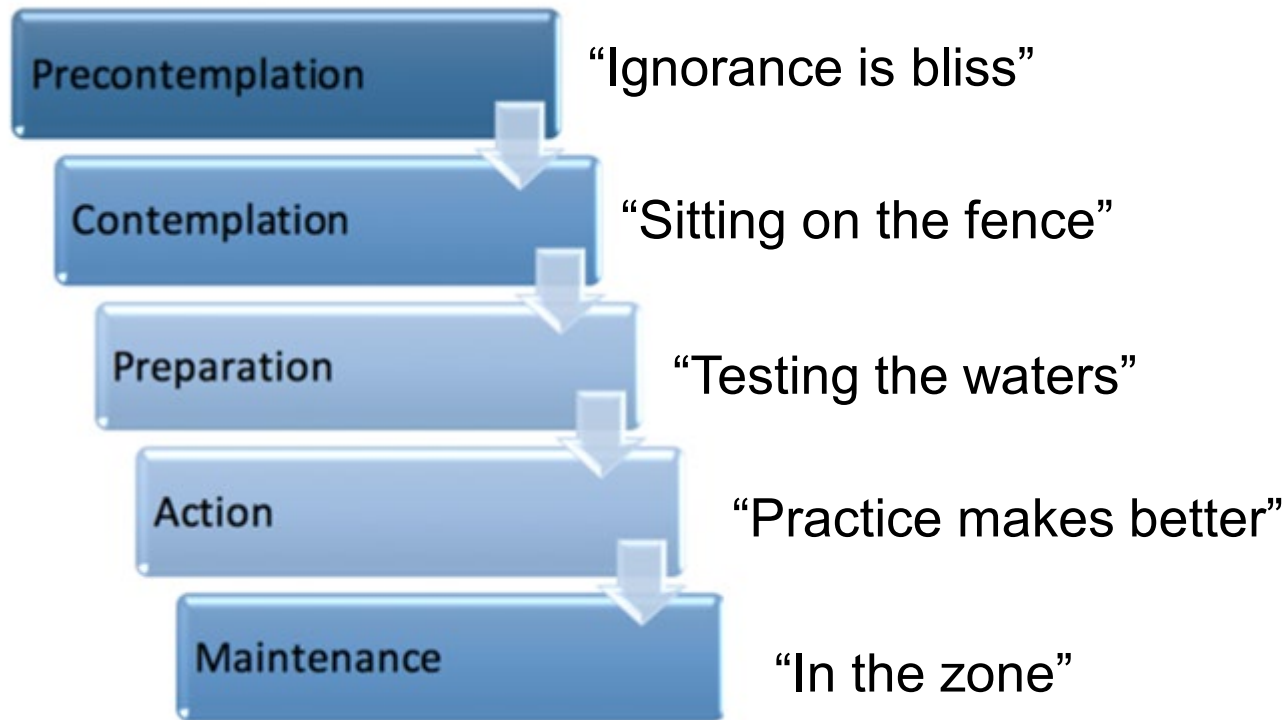 Precontemplation “Ignorance is bliss”
Contemplation “Sitting on the fence”
Preparation “Testing the waters”
Action “Practice makes better”
Maintenance “In the zone”